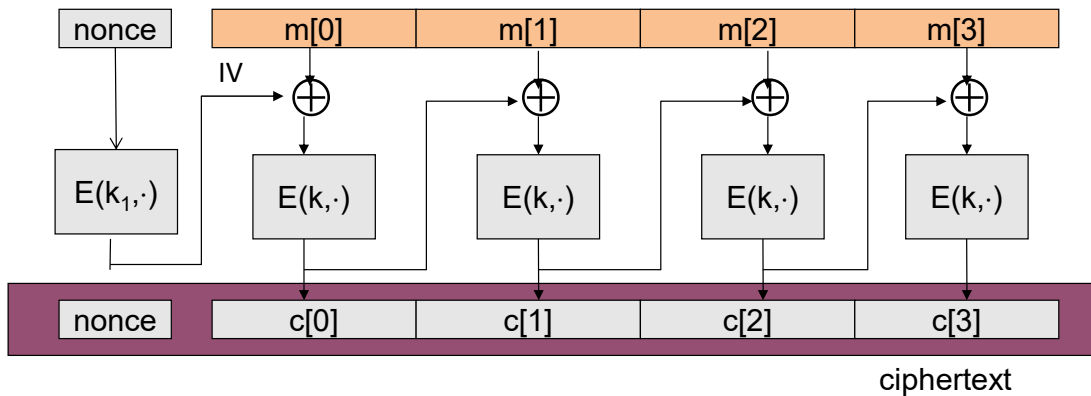 nonce m[0] m[1] m[2] m[3]
IV
E(k₁,·) E(k,·) E(k,·) E(k,·) E(k,·)
nonce c[0] c[1] c[2] c[3]
ciphertext